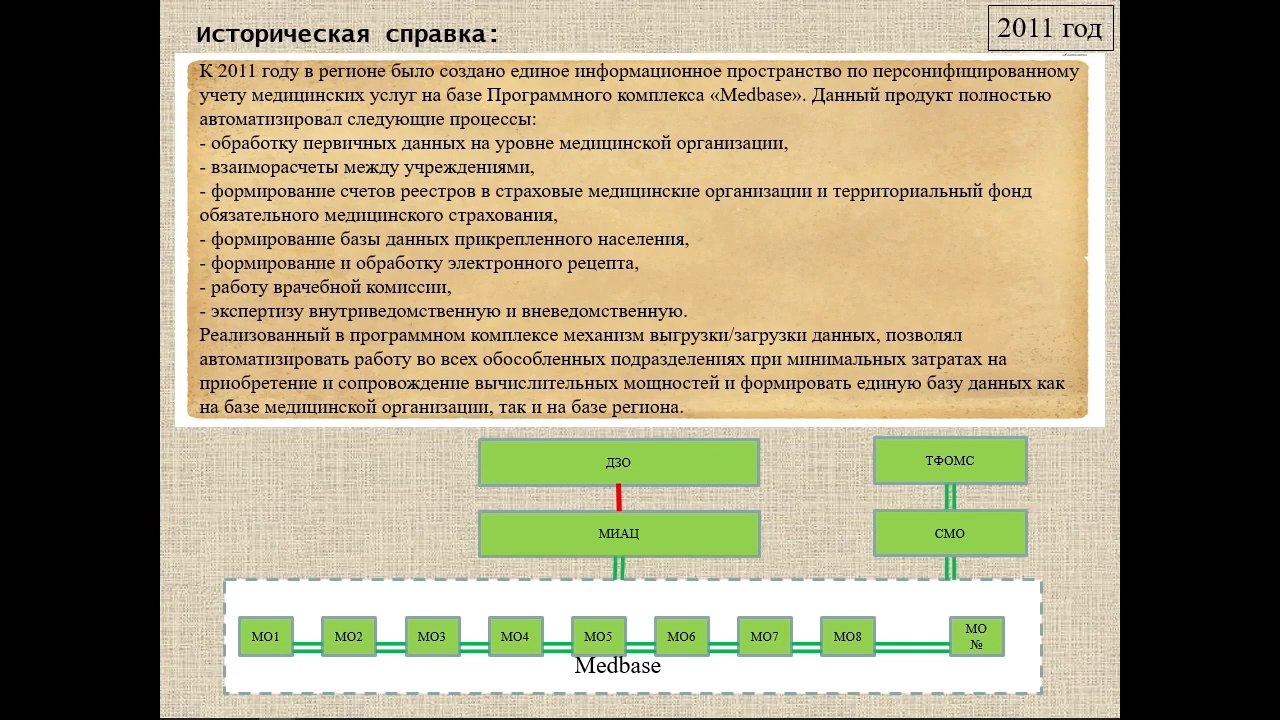 Историческая справка:
2011 год
К 2011 году в регионе было создано единое информационное пространство по персонифицированному
учету медицинских услуг на базе Программного комплекса «Medbase». Данный продукт полностью
автоматизировал следующие процессы:
- обработку первичных данных на уровне медицинской организации
- взаиморасчеты между учреждениями
- формирование счетов реестров в страховые медицинские организации и территориальный фонд
обязательного медицинского страхования,
- формирование базы данных прикрепленного населения,
- формирование и обработка электронного рецепта,
- работу врачебной комиссии,
- экспертизу внутриведомственную и вневедомственную
Реализованный в программном комплексе механизм выгрузки/загрузки данных, позволил
автоматизировать работу во всех обособленных подразделениях при минимальных затратах на
приобретение и сопровождение вычислительных мощностей и формировать единую базу данных как
на базе медицинской организации, так и на базе региона.
ДЗО
ТФОМС
МИАЦ
СМО
МО1 МО2 МО3 МО4 МО5 МО6 МО7 МО8 МО
№
Medbase